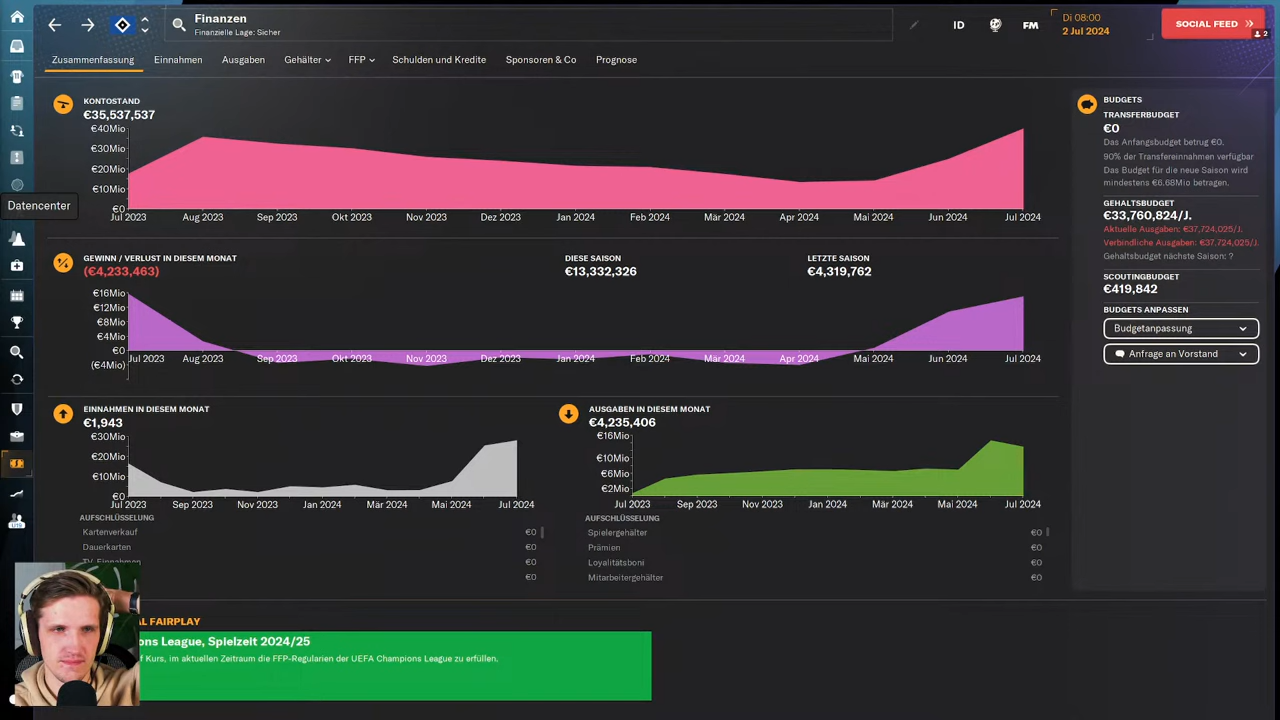 Finanzen
Finanzielle Lage: Sicher
ID
FM
Di 08:00
2 Jul 2024
SOCIAL FEED
2
Zusammenfassung
Einnahmen
Ausgaben
Gehälter
FFP
Schulden und Kredite
Sponsoren & Co
Prognose
KONTOSTAND
€35,537,537
€40Mio
€30Mio
€20Mio
€10Mio
€0
Jul 2023
Aug 2023
Sep 2023
Okt 2023
Nov 2023
Dez 2023
Jan 2024
Feb 2024
Mär 2024
Apr 2024
Mai 2024
Jun 2024
Jul 2024
Datencenter
GEWINN / VERLUST IN DIESEM MONAT
(€4,233,463)
DIESE SAISON
€13,332,326
LETZTE SAISON
€4,319,762
€16Mio
€12Mio
€8Mio
€4Mio
€0
(€4Mio)
Jul 2023
Aug 2023
Sep 2023
Okt 2023
Nov 2023
Dez 2023
Jan 2024
Feb 2024
Mär 2024
Apr 2024
Mai 2024
Jun 2024
Jul 2024
EINNAHMEN IN DIESEM MONAT
€1,943
€30Mio
€20Mio
€10Mio
€0
Jul 2023
Sep 2023
Nov 2023
Jan 2024
Mär 2024
Mai 2024
Jul 2024
AUFSCHLÜSSELUNG
Kartenverkauf €0
Dauerkarten €0
TV-Einnahmen €0
€0
AUSGABEN IN DIESEM MONAT
€4,235,406
€16Mio
€10Mio
€6Mio
€2Mio
Jul 2023
Sep 2023
Nov 2023
Jan 2024
Mär 2024
Mai 2024
Jul 2024
AUFSCHLÜSSELUNG
Spielergehälter €0
Prämien €0
Loyalitätsboni €0
Mitarbeitergehälter €0
BUDGETS
TRANSFERBUDGET
€0
Das Anfangsbudget betrug €0.
90% der Transfereinnahmen verfügbar
Das Budget für die neue Saison wird
mindestens €6.68Mio betragen.
GEHALTSBUDGET
€33,760,824/J.
Aktuelle Ausgaben: €37,724,025/J.
Verbindliche Ausgaben: €37,724,025/J.
Gehaltsbudget nächste Saison: ?
SCOUTINGBUDGET
€419,842
BUDGETS ANPASSEN
Budgetanpassung
Anfrage an Vorstand
U19
AL FAIRPLAY
ons League, Spielzeit 2024/25
f Kurs, im aktuellen Zeitraum die FFP-Regularien der UEFA Champions League zu erfüllen.